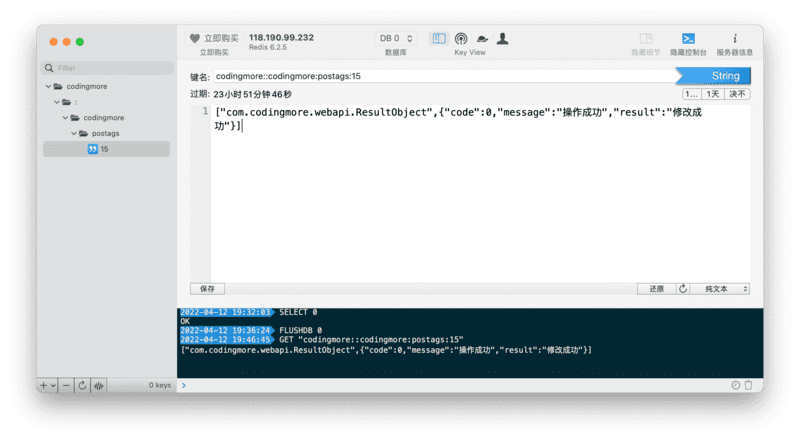 立即购买
118.190.99.232
Redis 6.2.5
立即购买
DB 0
数据库
Key View
隐藏细节
隐藏控制台
服务器信息
Filter
codingmore
:
codingmore
postags
15
键名: codingmore::codingmore:postags:15
String
过期: 23小时51分钟46秒
1... 1天 决不
1 ["com.codingmore.webapi.ResultObject",{"code":0,"message":"操作成功","result":"修改成
功"}]
保存
还原
纯文本
2022-04-12 19:32:03 SELECT 0
OK
2022-04-12 19:36:24 FLUSHDB 0
2022-04-12 19:46:45 GET "codingmore::codingmore:postags:15"
["com.codingmore.webapi.ResultObject",{"code":0,"message":"操作成功","result":"修改成功"}]
0 keys